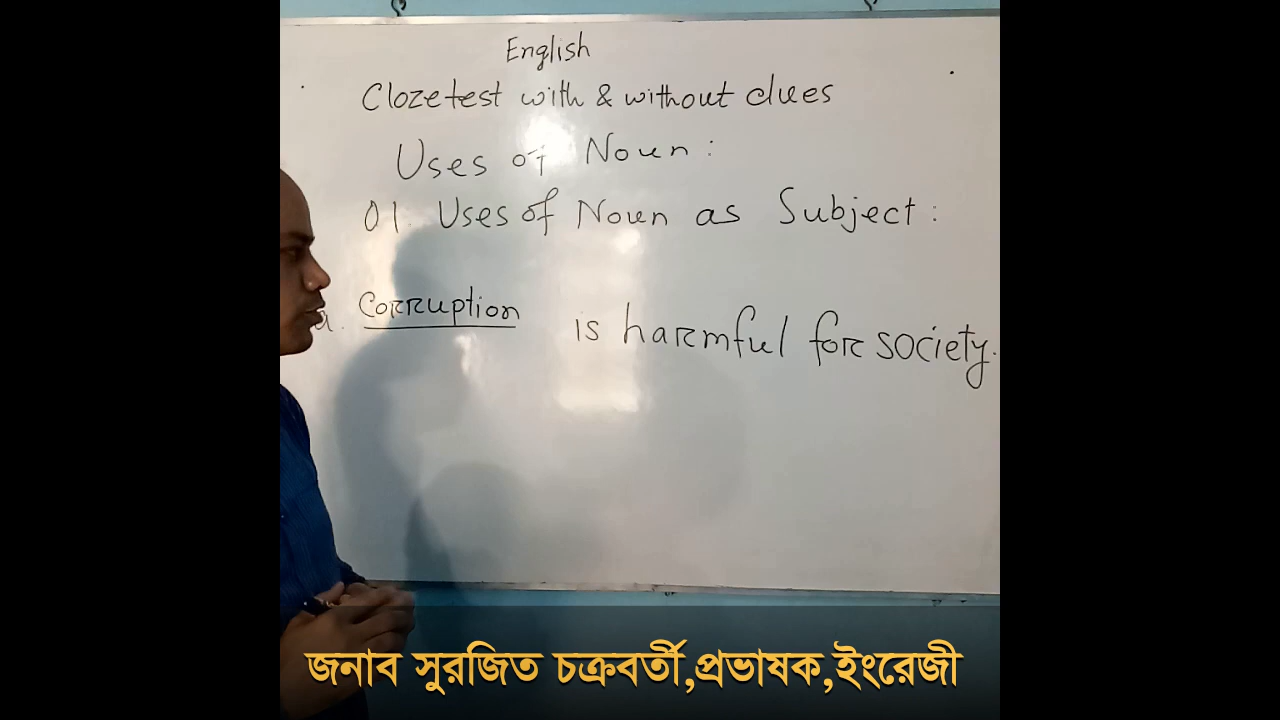 English
Clozetest with & without clues
Uses of Noun :
01. Uses of Noun as Subject :
a. Corruption is harmful for society.
জনাব সুরজিত চক্রবর্তী,প্রভাষক,ইংরেজী